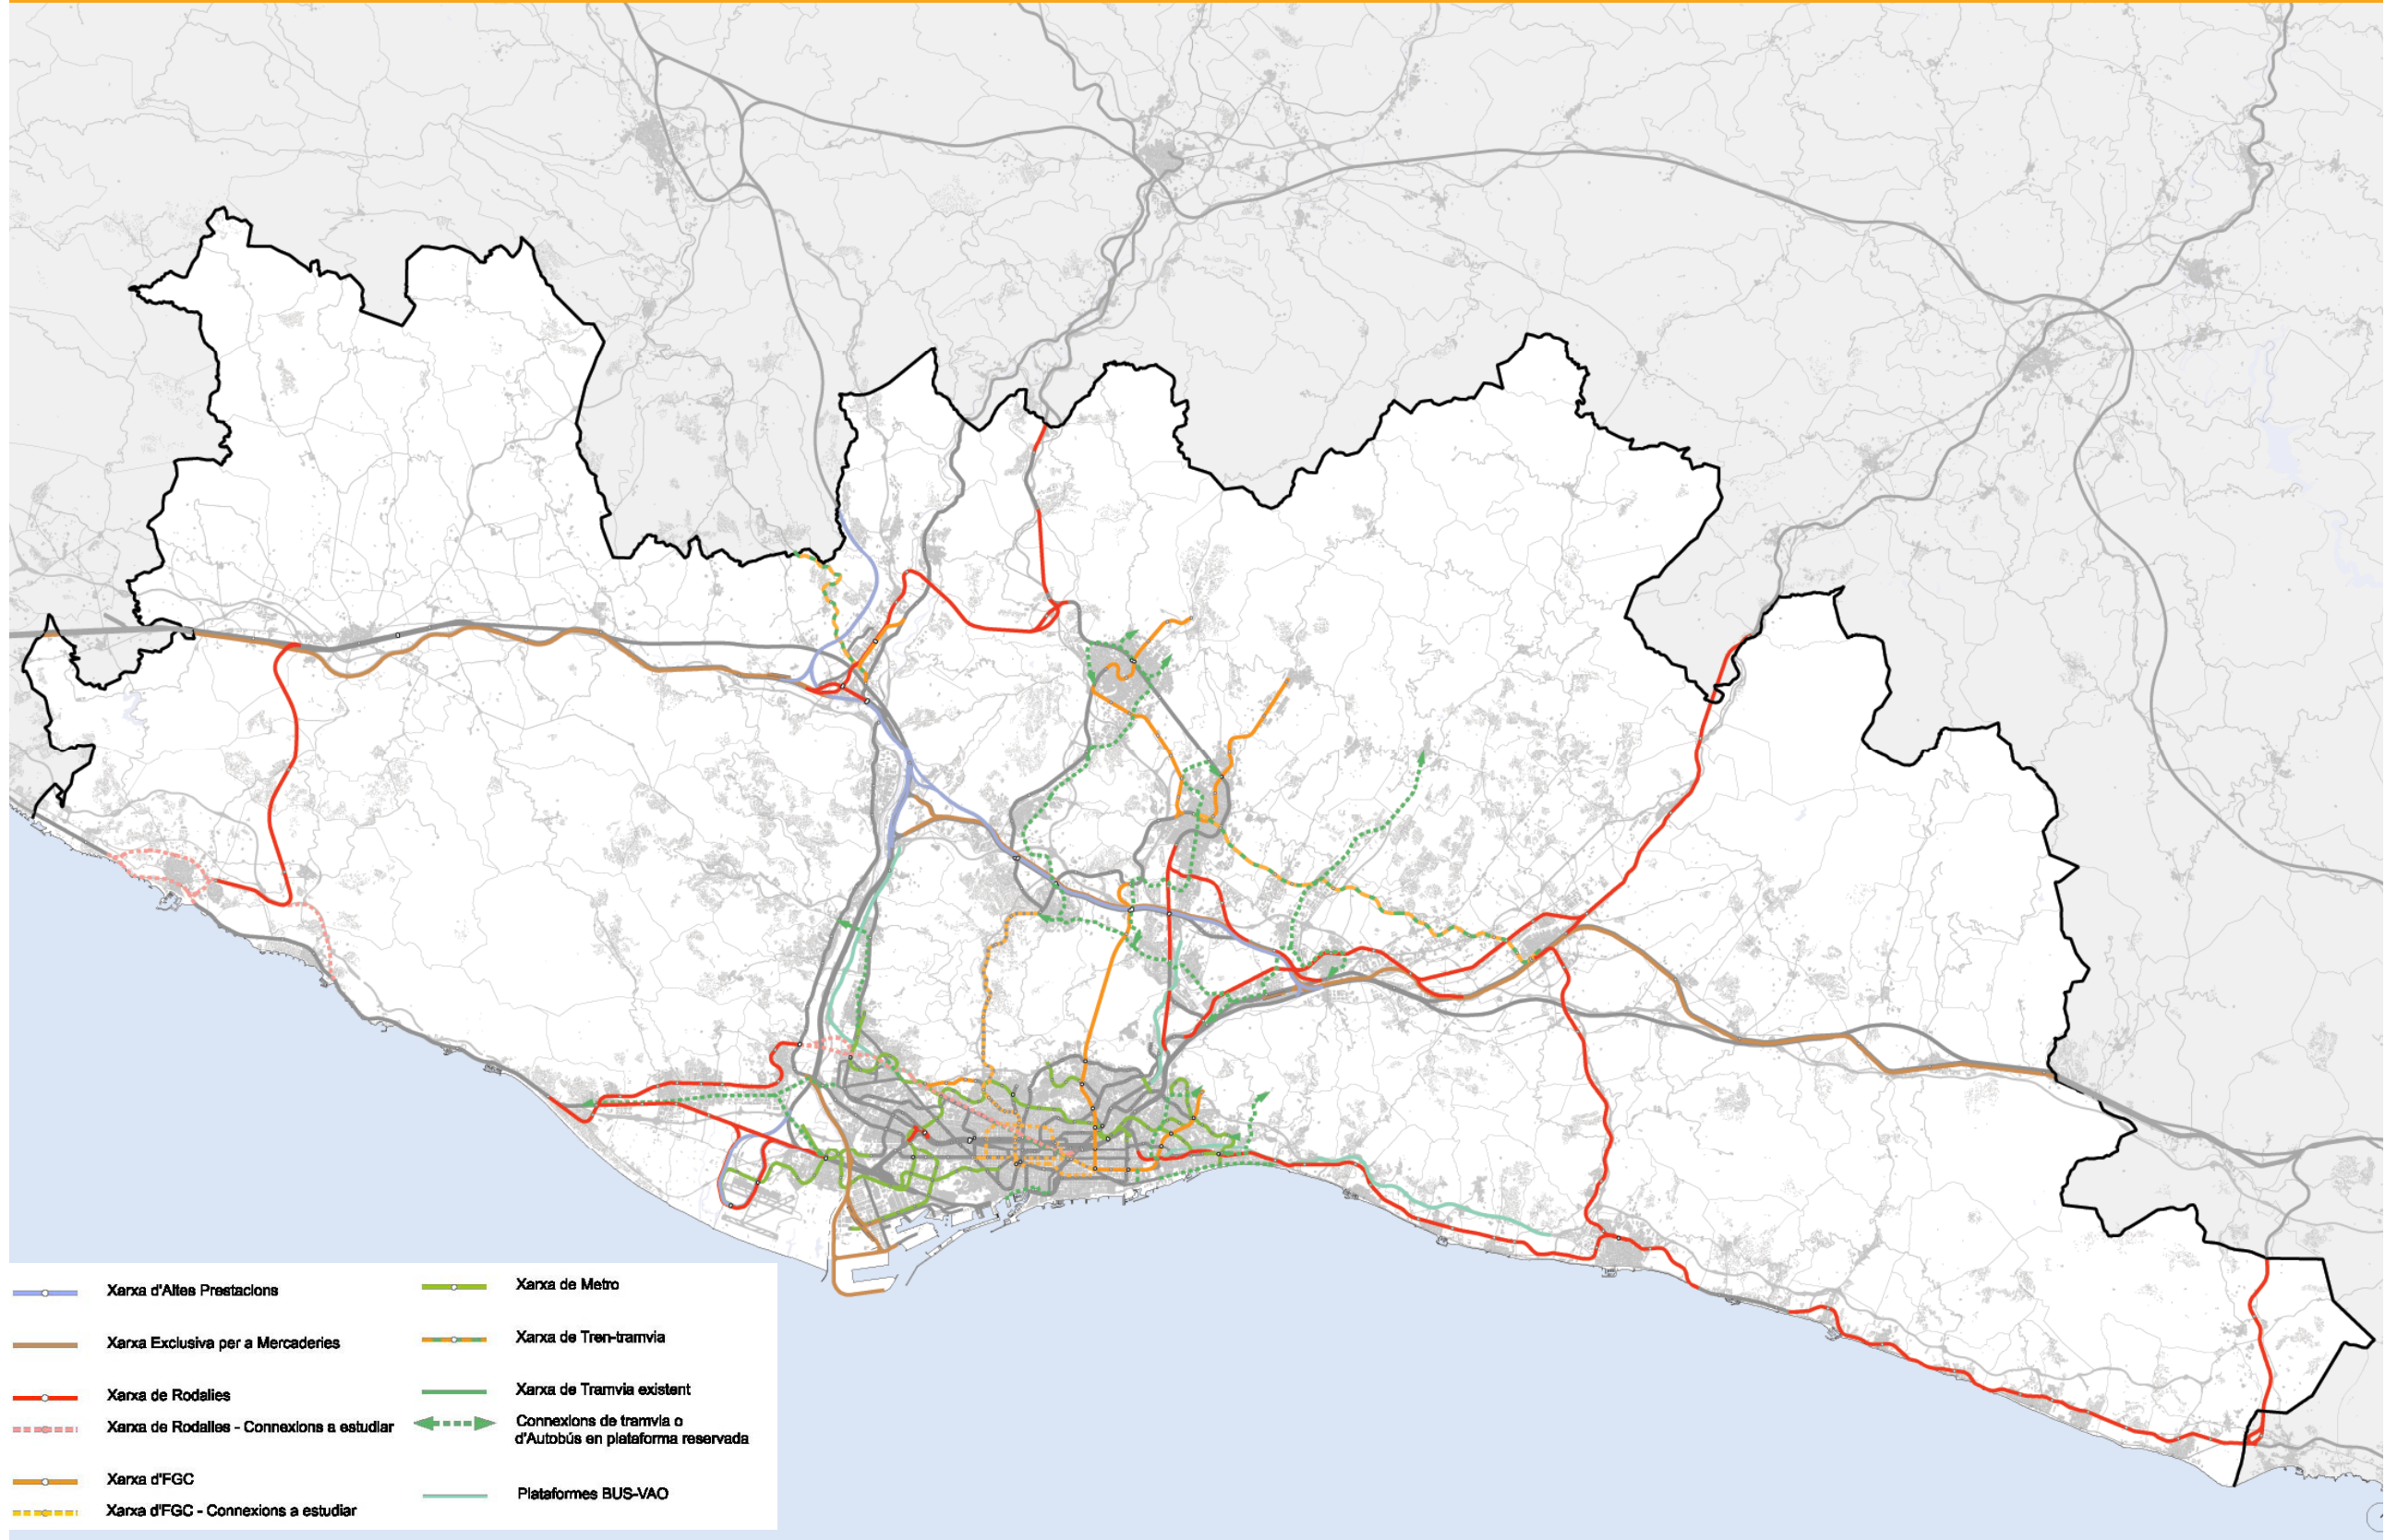 Xarxa d'Altes Prestacions
Xarxa Exclusiva per a Mercaderies
Xarxa de Rodalies
Xarxa de Rodalies - Connexions a estudiar
Xarxa d'FGC
Xarxa d'FGC - Connexions a estudiar
Xarxa de Metro
Xarxa de Tren-tramvia
Xarxa de Tramvia existent
Connexions de tramvia o
d'Autobús en plataforma reservada
Plataformes BUS-VAO